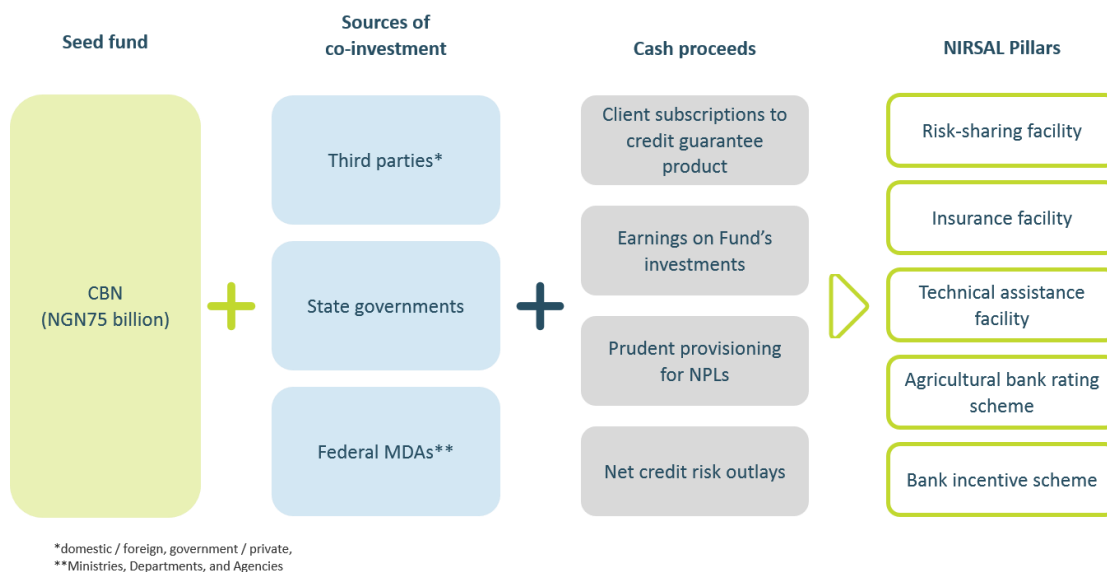 Seed fund
Sources of
co-investment
Cash proceeds
NIRSAL Pillars
CBN
(NGN75 billion)
Third parties*
State governments
Federal MDAs**
Client subscriptions to
credit guarantee
product
Earnings on Fund’s
investments
Prudent provisioning
for NPLs
Net credit risk outlays
Risk-sharing facility
Insurance facility
Technical assistance
facility
Agricultural bank rating
scheme
Bank incentive scheme
*domestic / foreign, government / private,
**Ministries, Departments, and Agencies